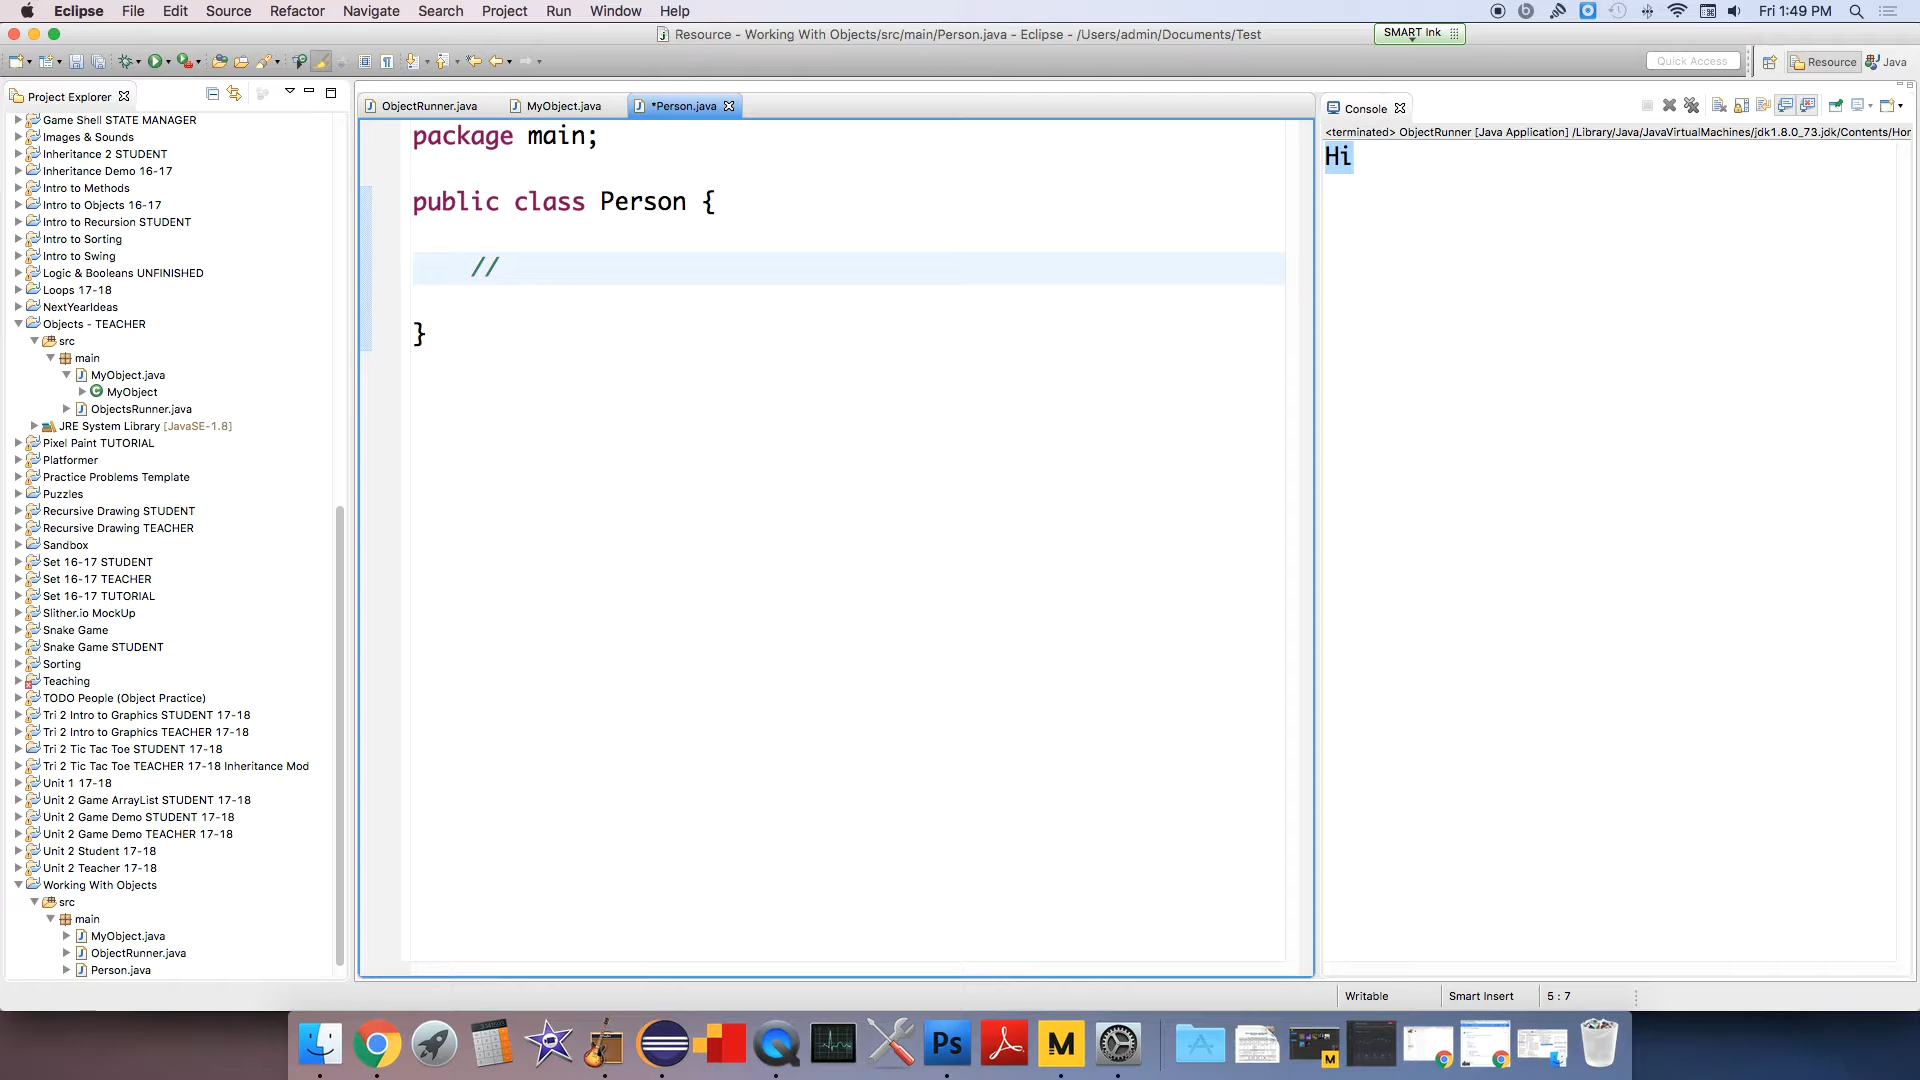 Eclipse File Edit Source Refactor Navigate Search Project Run Window Help
Fri 1:49 PM
Resource - Working With Objects/src/main/Person.java - Eclipse - /Users/admin/Documents/Test
SMART Ink
Quick Access
Resource
Java
Project Explorer
Game Shell STATE MANAGER
Images & Sounds
Inheritance 2 STUDENT
Inheritance Demo 16-17
Intro to Methods
Intro to Objects 16-17
Intro to Recursion STUDENT
Intro to Sorting
Intro to Swing
Logic & Booleans UNFINISHED
Loops 17-18
NextYearIdeas
Objects - TEACHER
src
main
MyObject.java
MyObject
ObjectsRunner.java
JRE System Library [JavaSE-1.8]
Pixel Paint TUTORIAL
Platformer
Practice Problems Template
Puzzles
Recursive Drawing STUDENT
Recursive Drawing TEACHER
Sandbox
Set 16-17 STUDENT
Set 16-17 TEACHER
Set 16-17 TUTORIAL
Slither.io MockUp
Snake Game
Snake Game STUDENT
Sorting
Teaching
TODO People (Object Practice)
Tri 2 Intro to Graphics STUDENT 17-18
Tri 2 Intro to Graphics TEACHER 17-18
Tri 2 Tic Tac Toe STUDENT 17-18
Tri 2 Tic Tac Toe TEACHER 17-18 Inheritance Mod
Unit 1 17-18
Unit 2 Game ArrayList STUDENT 17-18
Unit 2 Game Demo STUDENT 17-18
Unit 2 Game Demo TEACHER 17-18
Unit 2 Student 17-18
Unit 2 Teacher 17-18
Working With Objects
src
main
MyObject.java
ObjectRunner.java
Person.java
ObjectRunner.java
MyObject.java
*Person.java
package main;
public class Person {
//
}
Console
<terminated> ObjectRunner [Java Application] /Library/Java/JavaVirtualMachines/jdk1.8.0_73.jdk/Contents/Hor
Hi
Writable
Smart Insert
5 : 7
Ps
M